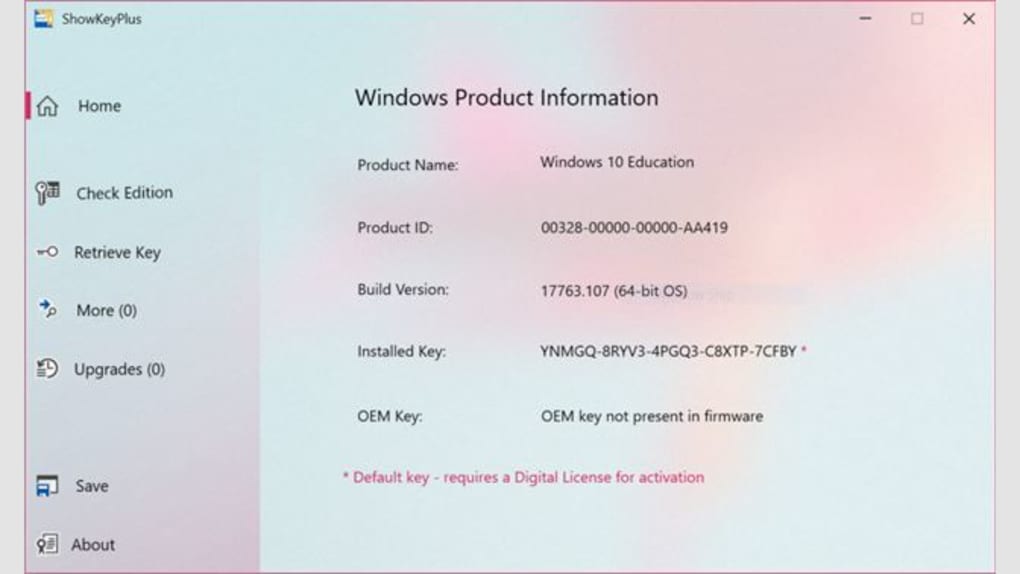 ShowKeyPlus
Home
Check Edition
Retrieve Key
More (0)
Upgrades (0)
Save
About
Windows Product Information
Product Name: Windows 10 Education
Product ID: 00328-00000-00000-AA419
Build Version: 17763.107 (64-bit OS)
Installed Key: YNMGQ-8RYV3-4PGQ3-C8XTP-7CFBY *
OEM Key: OEM key not present in firmware
* Default key - requires a Digital License for activation